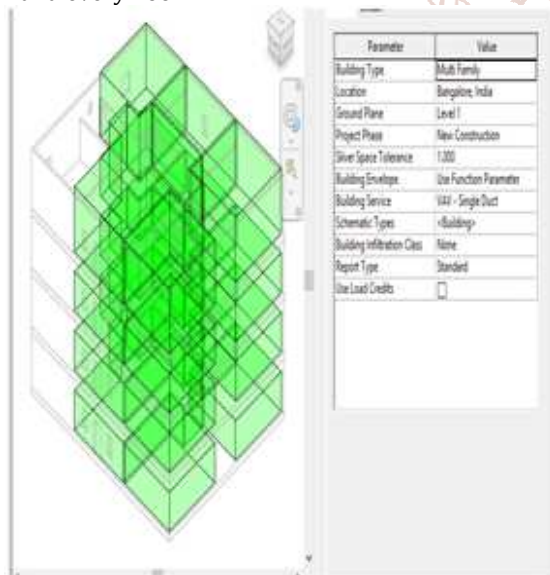 Parameter Value
Building Type Multi Family
Location Bangalore, India
Ground Plane Level 1
Project Phase New Construction
Sliver Space Tolerance 1.000
Building Envelope Use Function Parameter
Building Service VAV - Single Duct
Schematic Types <Building>
Building Infiltration Class None
Report Type Standard
Use Load Credits